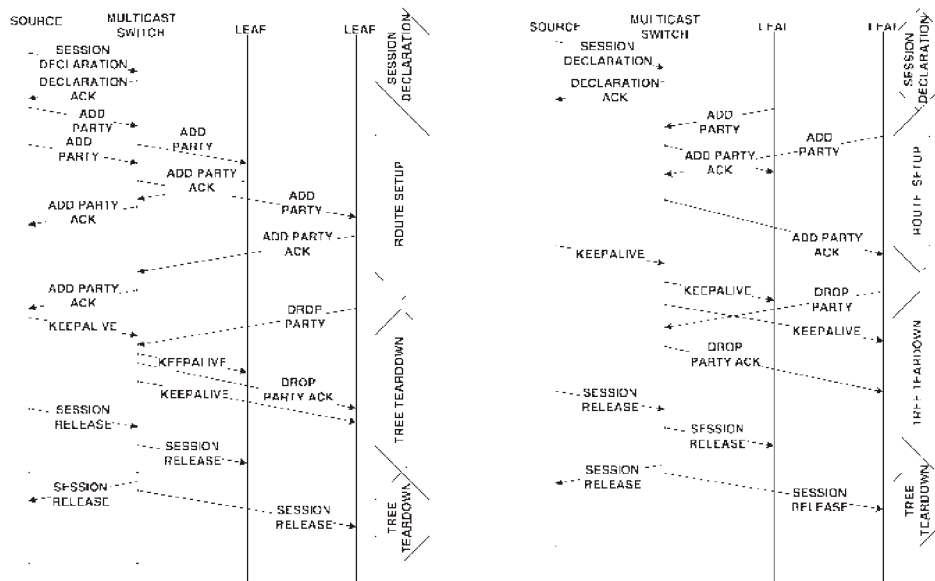 SOURCE
MULTICAST
SWITCH
LEAF
LEAF
SESSION
DECLARATION
DECLARATION
ACK
ADD
PARTY
ADD
PARTY
ADD
PARTY
ADD PARTY
ACK
ADD PARTY
ACK
ADD
PARTY
ADD PARTY
ACK
ADD PARTY
ACK
KEEPALIVE
DROP
PARTY
KEEPALIVE
DROP
PARTY ACK
KEEPALIVE
SESSION
RELEASE
SESSION
RELEASE
SESSION
RELEASE
SESSION
RELEASE
SESSION
DECLARATION
ROUTE SETUP
TREE TEARDOWN
TREE
TEARDOWN
SOURCE
MULTICAST
SWITCH
LEAF
LEAF
SESSION
DECLARATION
DECLARATION
ACK
ADD
PARTY
ADD
PARTY
ADD PARTY
ACK
ADD PARTY
ACK
KEEPALIVE
KEEPALIVE
DROP
PARTY
KEEPALIVE
DROP
PARTY ACK
SESSION
RELEASE
SESSION
RELEASE
SESSION
RELEASE
SESSION
RELEASE
SESSION
DECLARATION
ROUTE SETUP
TREE TEARDOWN
TREE
TEARDOWN